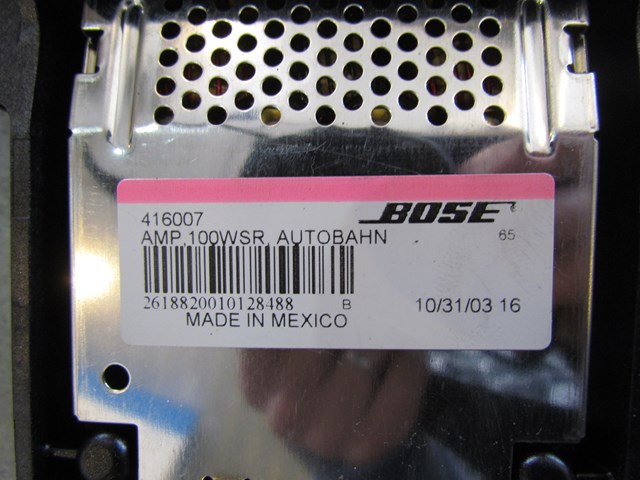 416007 BOSE
AMP,100WSR, AUTOBAHN 65
2618820010128488 B 10/31/03 16
MADE IN MEXICO